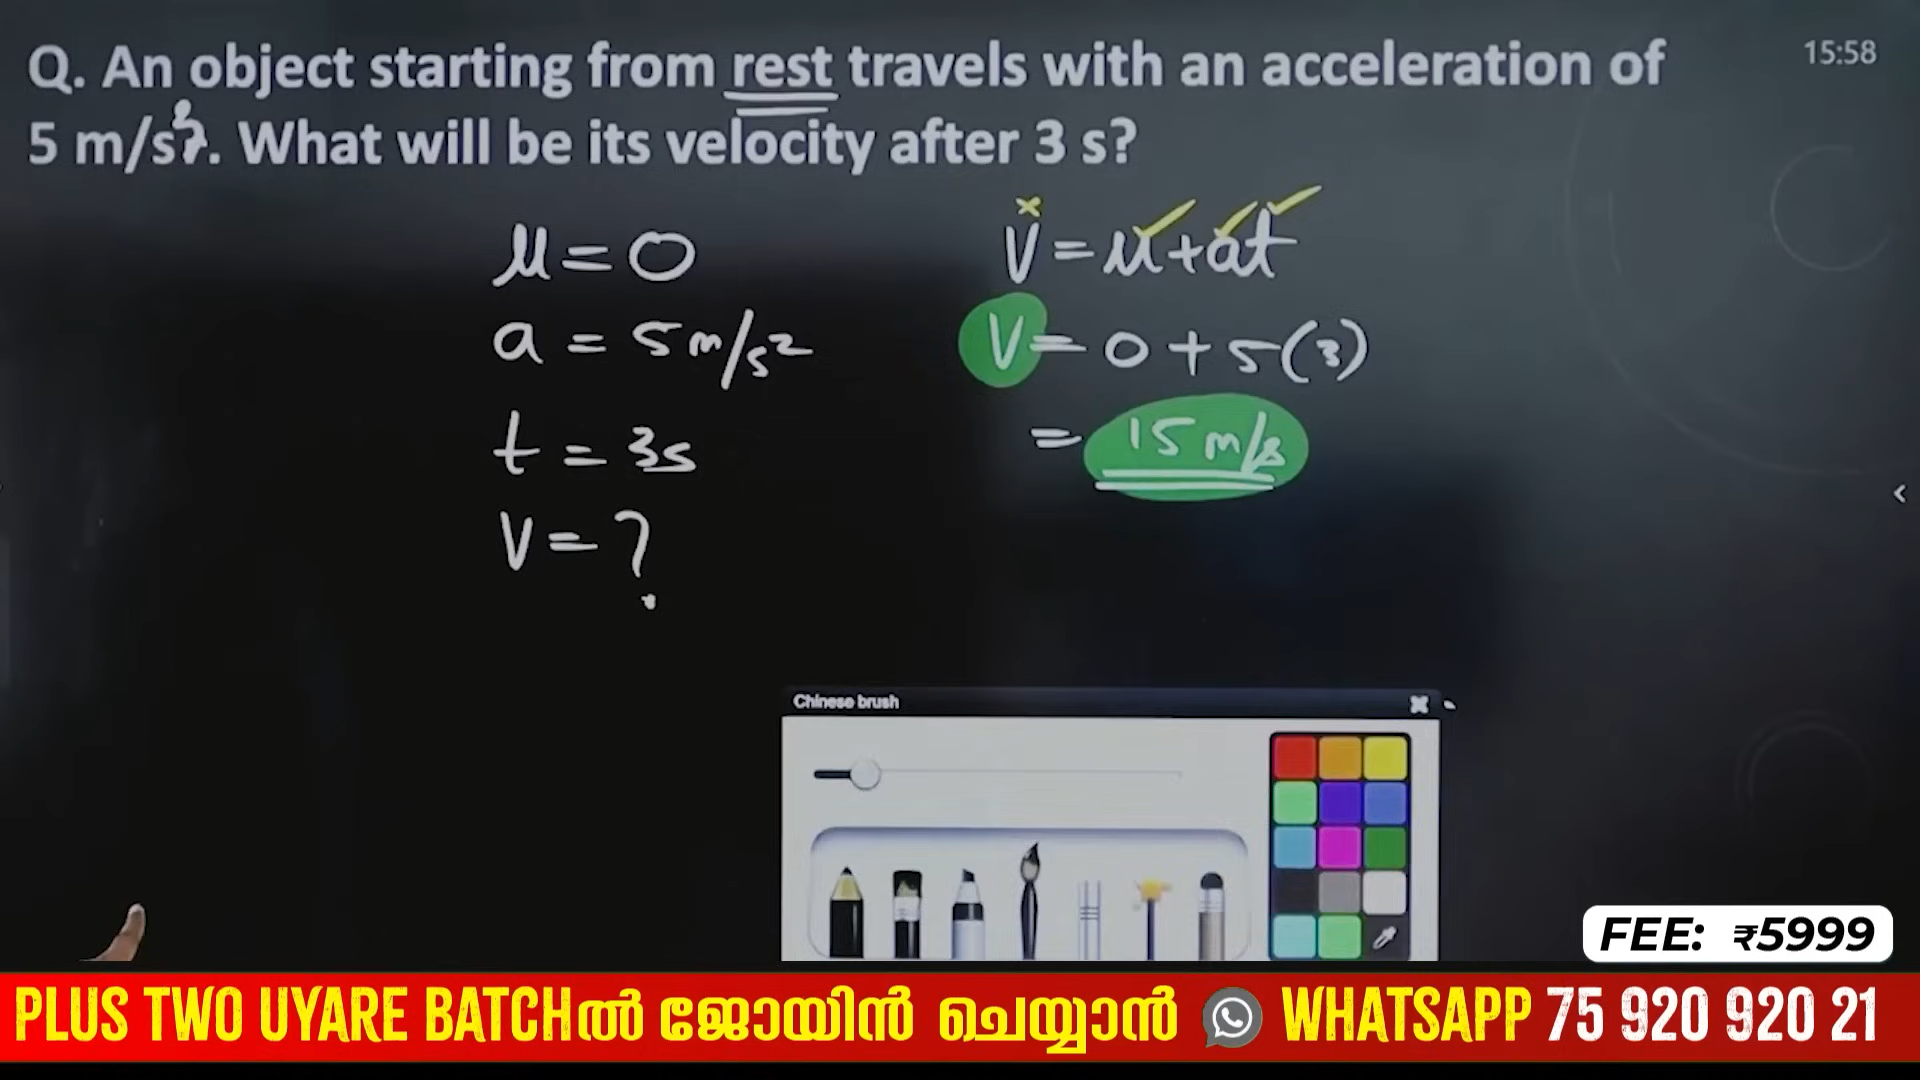 Q. An object starting from rest travels with an acceleration of
15:58
5 m/s². What will be its velocity after 3 s?
u = 0
a = 5 m/s²
t = 3s
V = ?
V = u + at
V = 0 + 5(3)
= 15 m/s
Chinese brush
FEE: ₹5999
PLUS TWO UYARE BATCHൽ ജോയിൻ ചെയ്യാൻ WHATSAPP 75 920 920 21